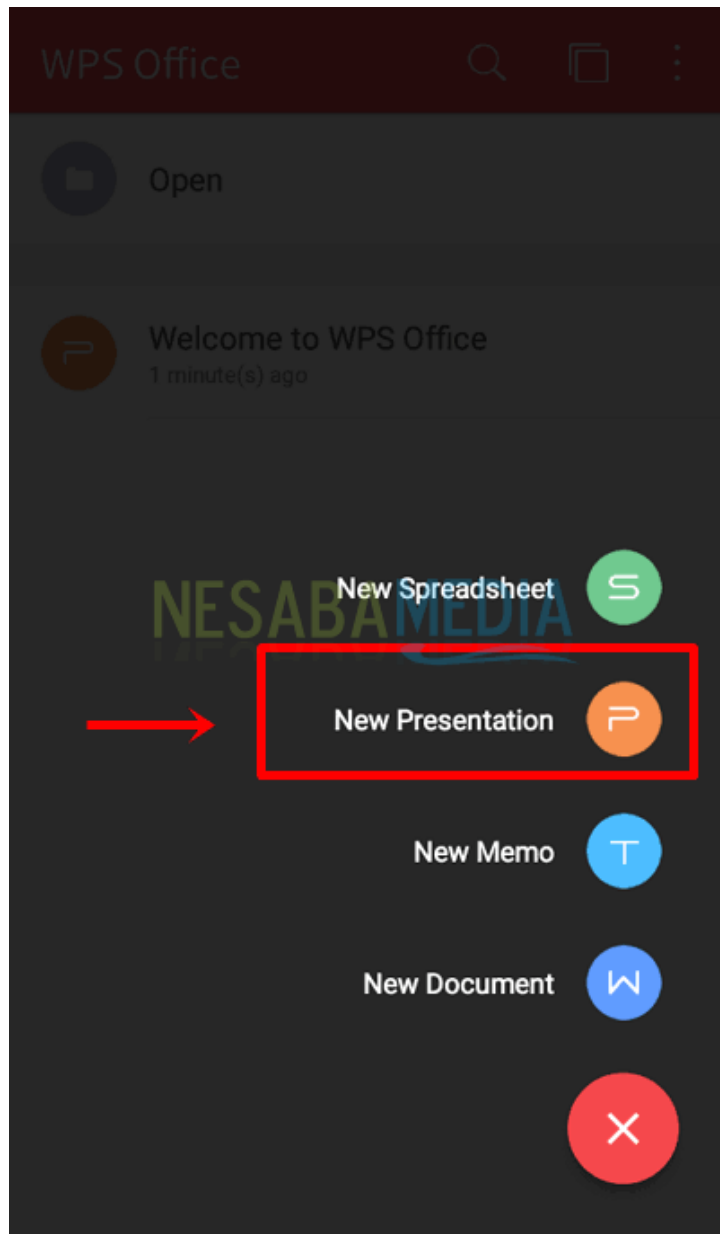 WPS Office
Open
Welcome to WPS Office
1 minute(s) ago
New Spreadsheet
NESABAMEDIA
New Presentation
New Memo
New Document